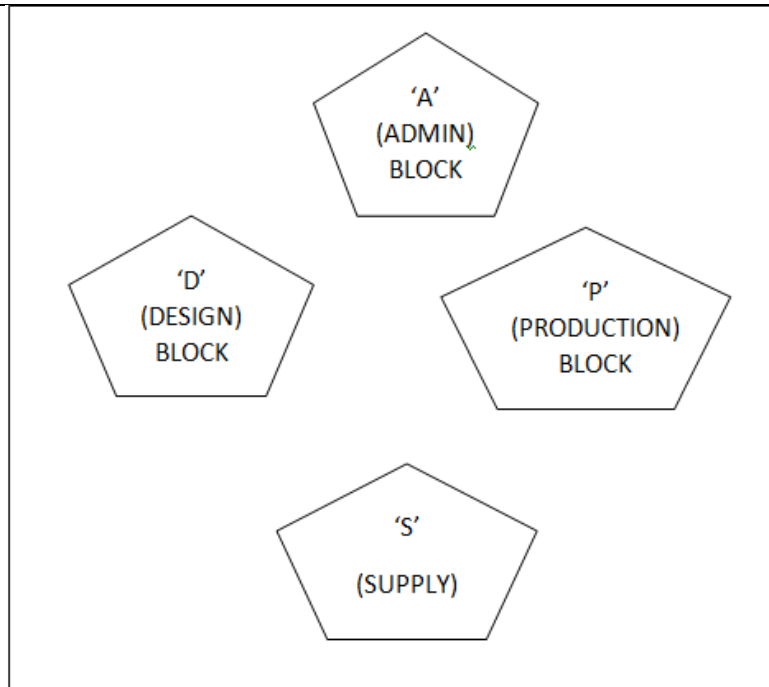 ‘A’
(ADMIN)
BLOCK
‘D’
(DESIGN)
BLOCK
‘P’
(PRODUCTION)
BLOCK
‘S’
(SUPPLY)